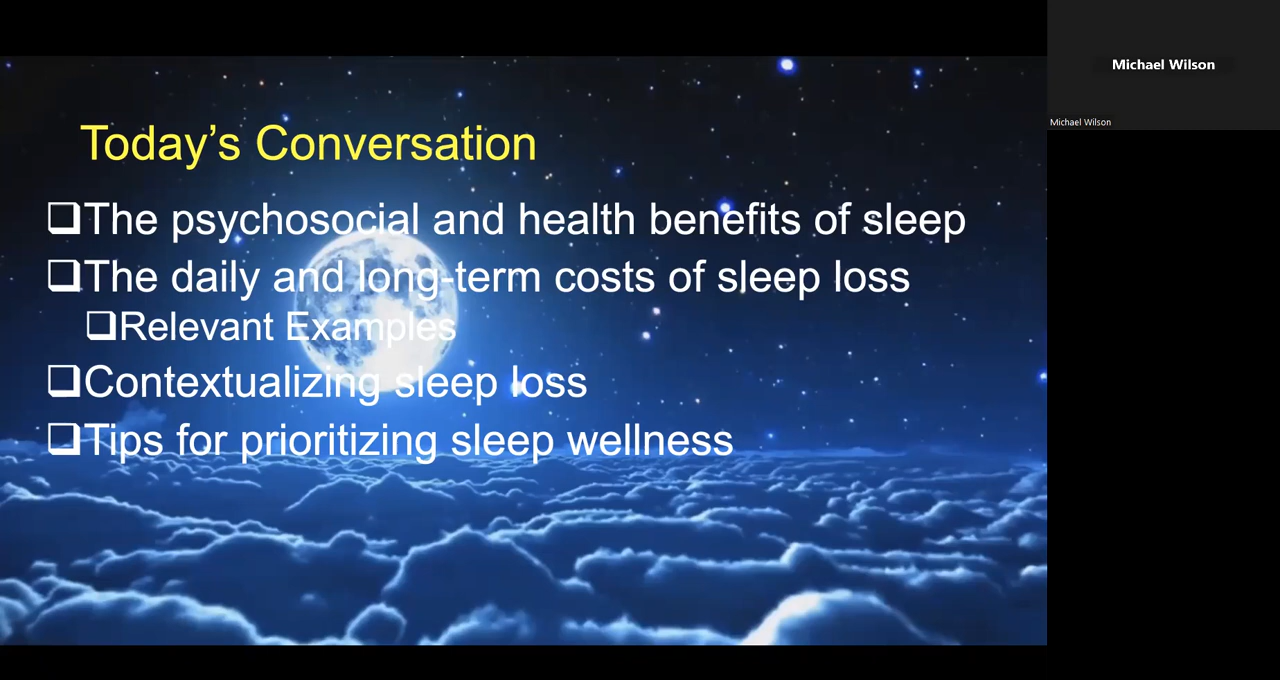 Today’s Conversation
❑The psychosocial and health benefits of sleep
❑The daily and long-term costs of sleep loss
❑Relevant Examples
❑Contextualizing sleep loss
❑Tips for prioritizing sleep wellness
Michael Wilson
Michael Wilson